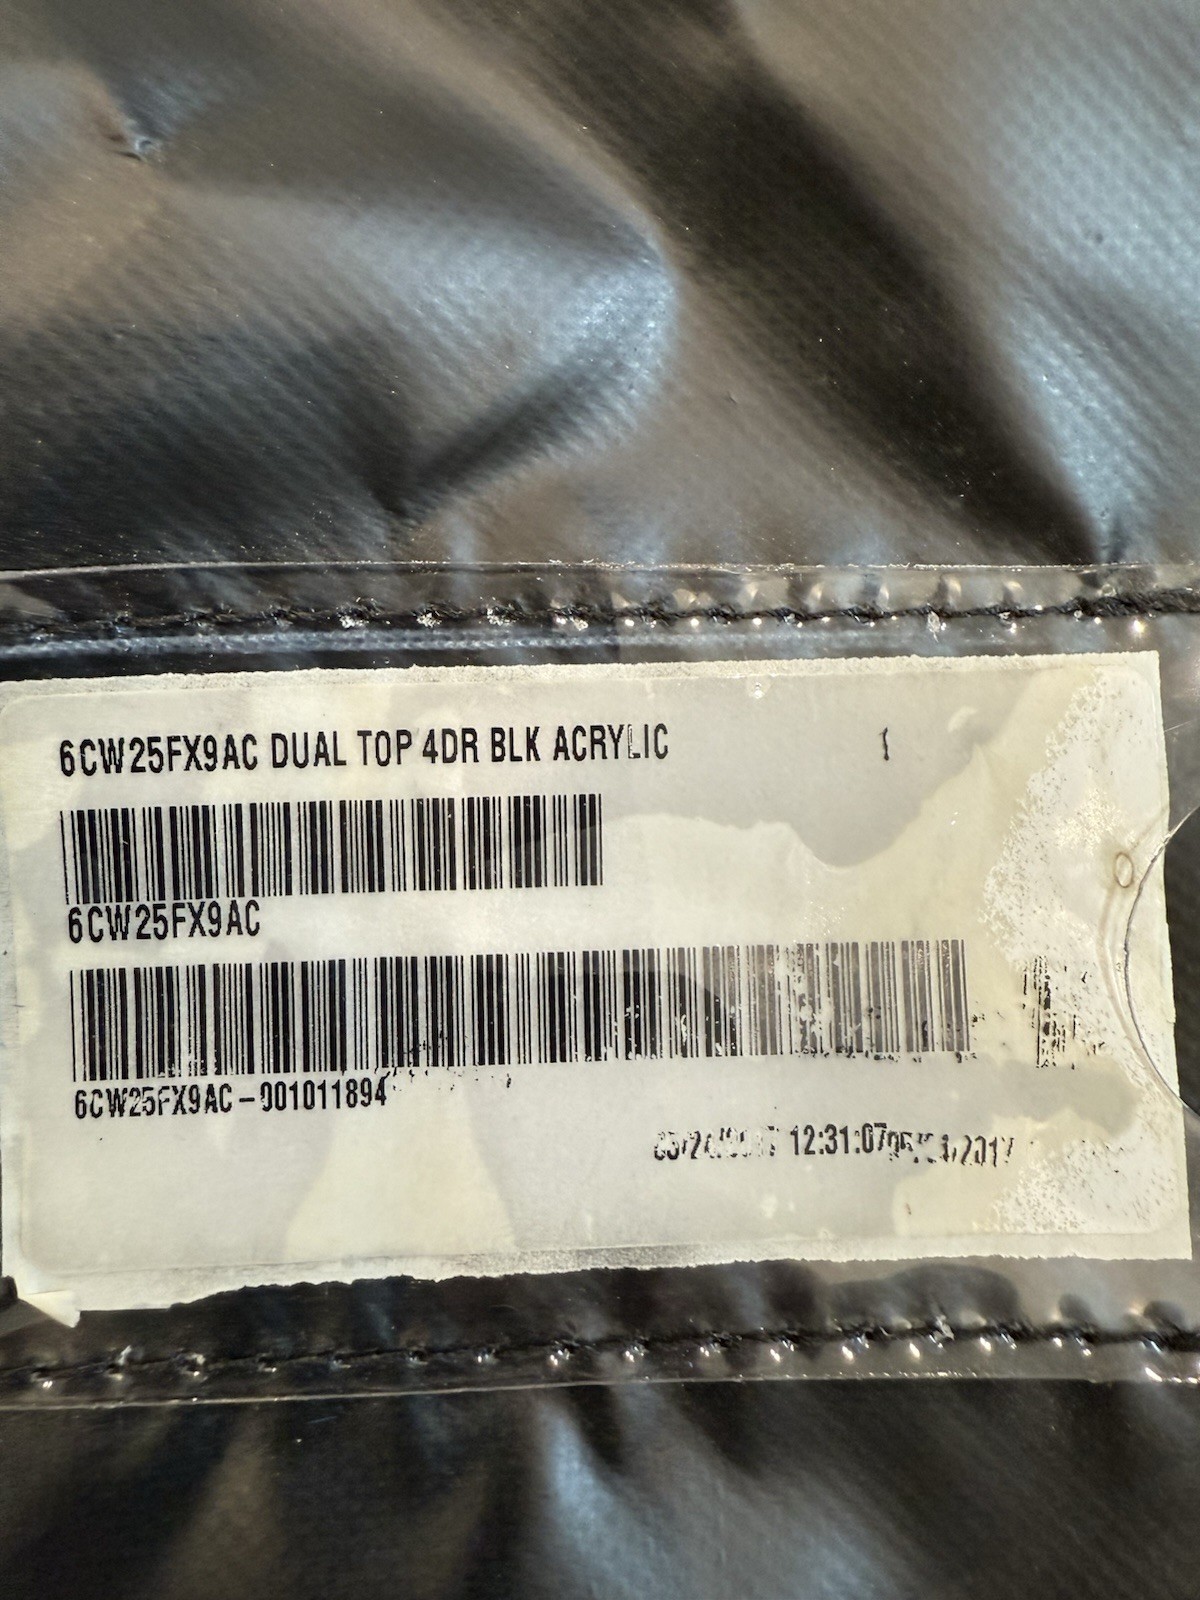 6CW25FX9AC DUAL TOP 4DR BLK ACRYLIC 1
6CW25FX9AC
6CW25FX9AC-001011894
12:31:07